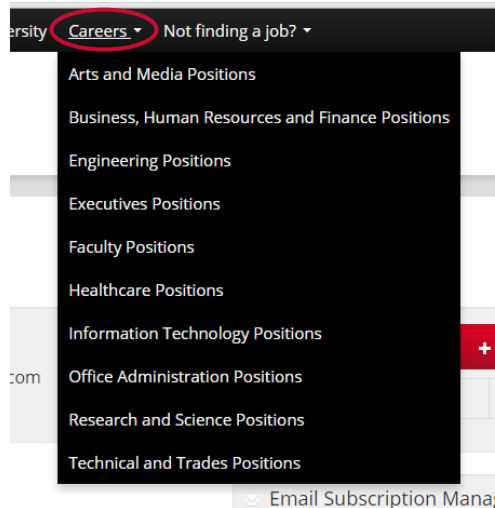 ersity Careers Not finding a job?
Arts and Media Positions
Business, Human Resources and Finance Positions
Engineering Positions
Executives Positions
Faculty Positions
Healthcare Positions
Information Technology Positions
+
com
Office Administration Positions
Research and Science Positions
Technical and Trades Positions
Email Subscription Manag